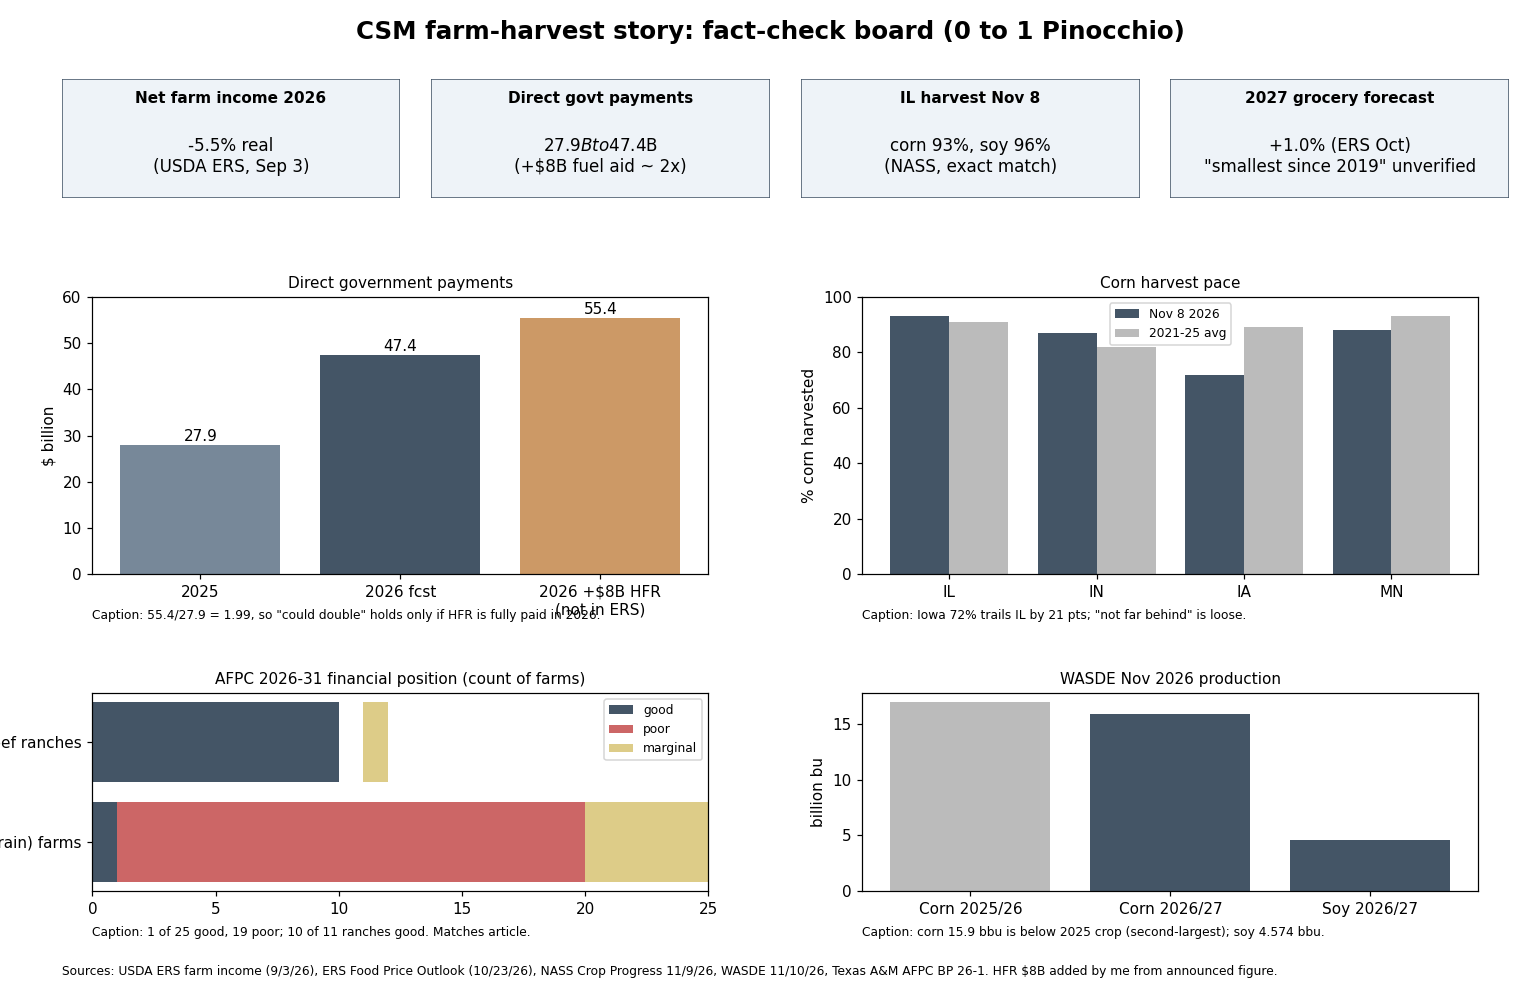 CSM farm-harvest story: fact-check board (0 to 1 Pinocchio)
Net farm income 2026
-5.5% real
(USDA ERS, Sep 3)
Direct govt payments
27.9Bto47.4B
(+$8B fuel aid ~ 2x)
IL harvest Nov 8
corn 93%, soy 96%
(NASS, exact match)
2027 grocery forecast
+1.0% (ERS Oct)
"smallest since 2019" unverified
Direct government payments
$ billion
60
50
40
30
20
10
0
27.9
47.4
55.4
2025
2026 fcst
2026 +$8B HFR
(not in ERS)
Caption: 55.4/27.9 = 1.99, so "could double" holds only if HFR is fully paid in 2026.
Corn harvest pace
% corn harvested
100
80
60
40
20
0
Nov 8 2026
2021-25 avg
IL
IN
IA
MN
Caption: Iowa 72% trails IL by 21 pts; "not far behind" is loose.
AFPC 2026-31 financial position (count of farms)
good
poor
marginal
ef ranches
rain) farms
0
5
10
15
20
25
Caption: 1 of 25 good, 19 poor; 10 of 11 ranches good. Matches article.
WASDE Nov 2026 production
billion bu
15
10
5
0
Corn 2025/26
Corn 2026/27
Soy 2026/27
Caption: corn 15.9 bbu is below 2025 crop (second-largest); soy 4.574 bbu.
Sources: USDA ERS farm income (9/3/26), ERS Food Price Outlook (10/23/26), NASS Crop Progress 11/9/26, WASDE 11/10/26, Texas A&M AFPC BP 26-1. HFR $8B added by me from announced figure.